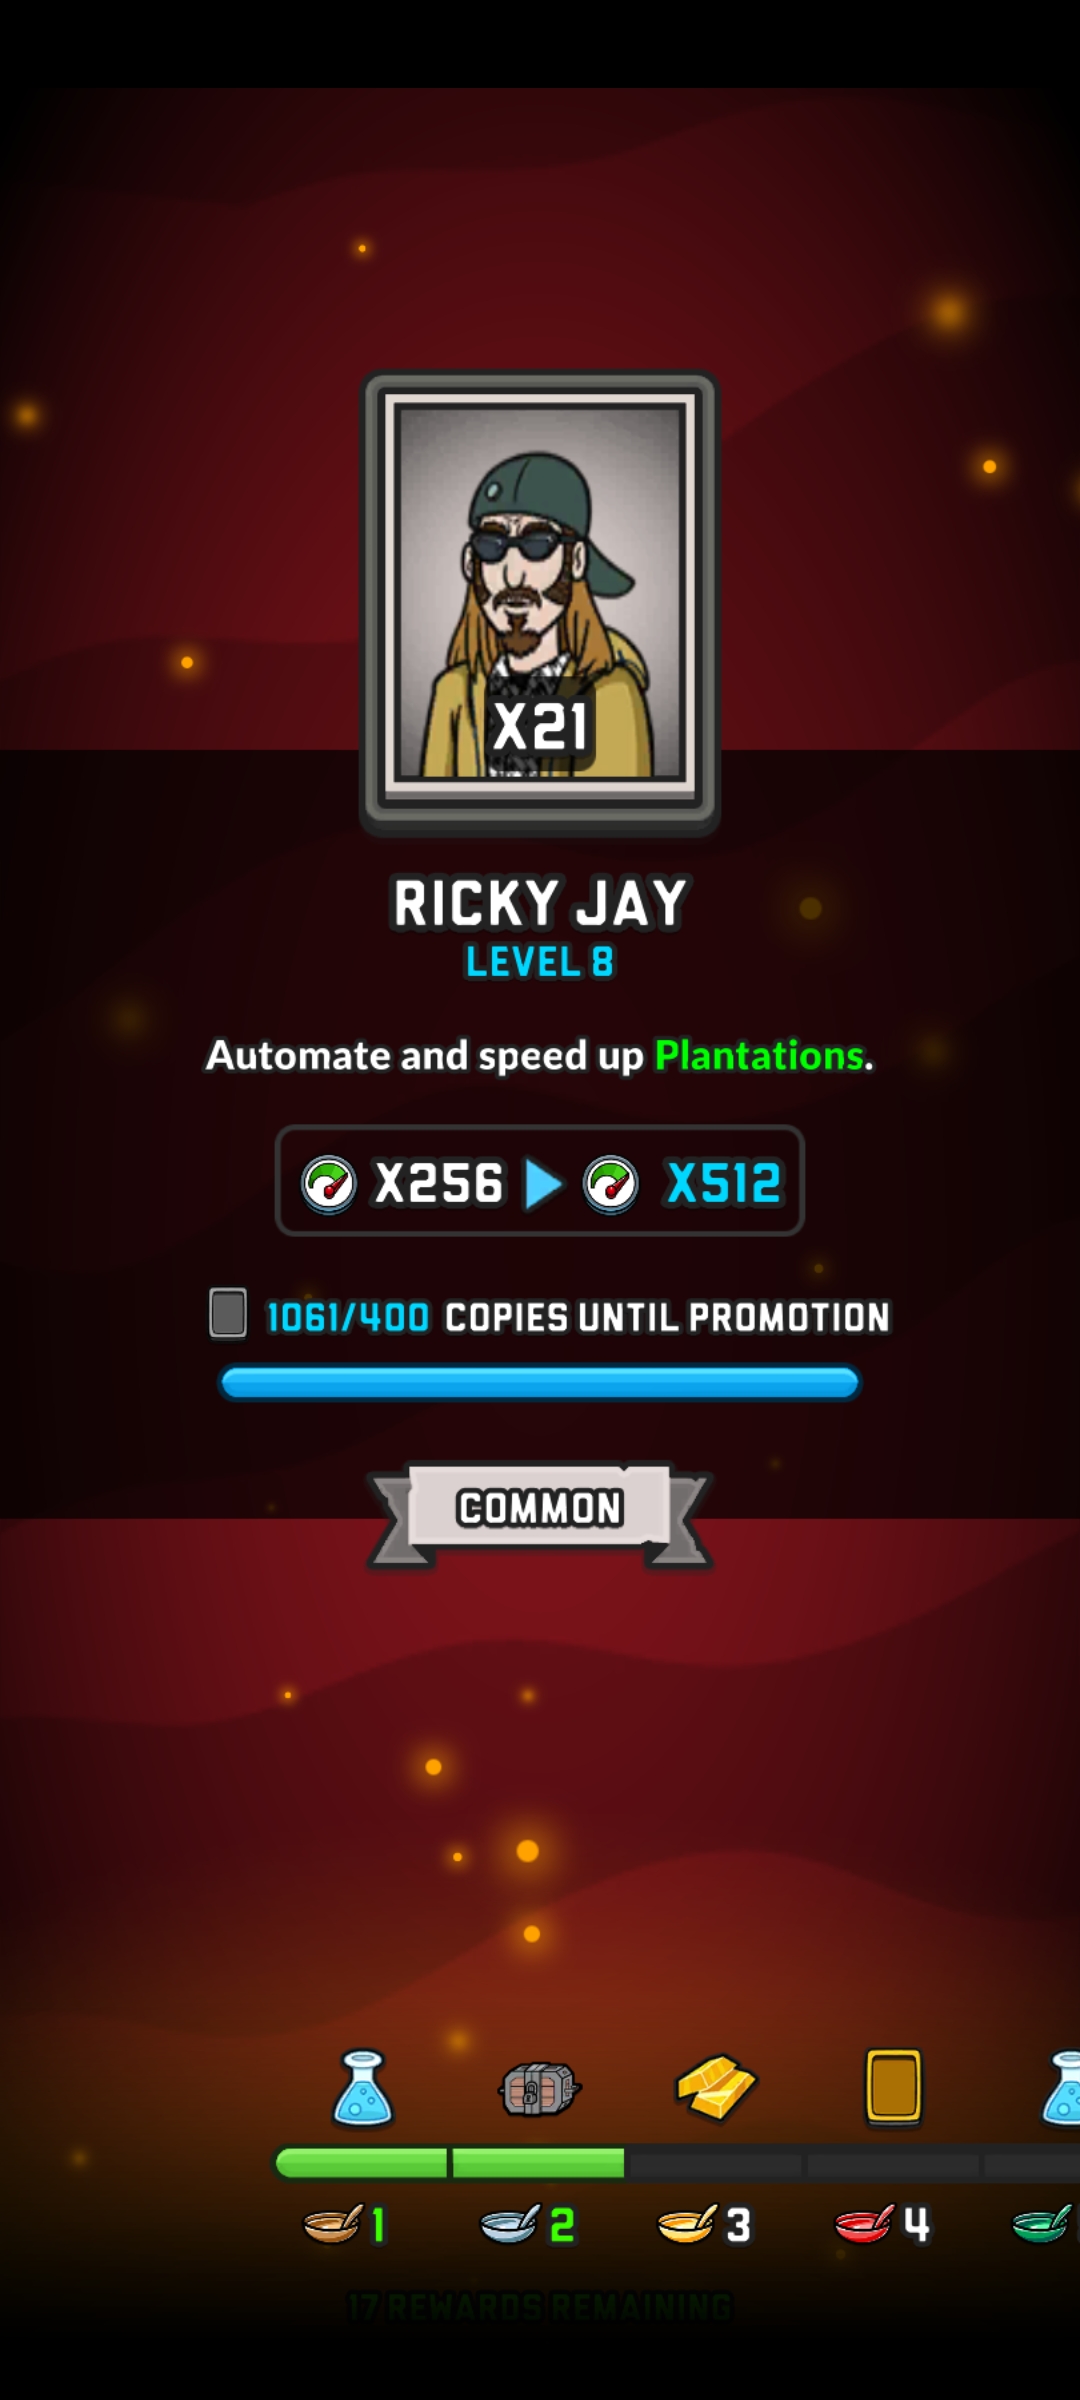 X21
RICKY JAY
LEVEL 8
Automate and speed up Plantations.
X256 X512
1061/400 COPIES UNTIL PROMOTION
COMMON
1 2 3 4
17 REWARDS REMAINING